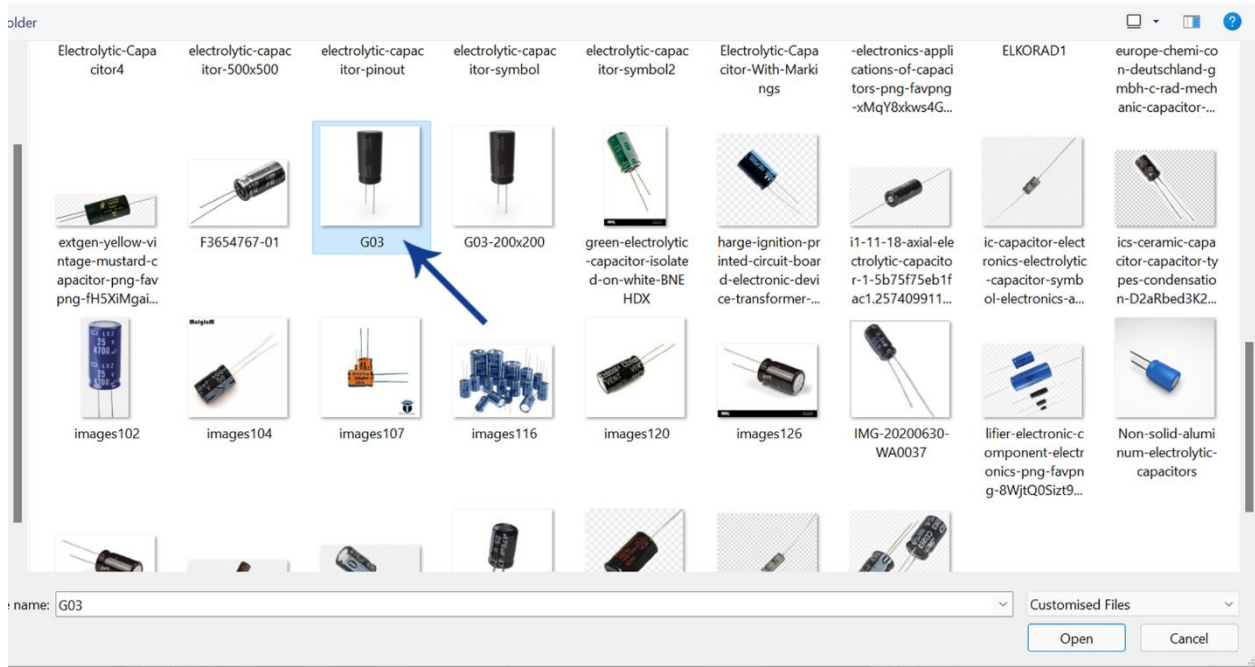 older
Electrolytic-Capa
citor4
electrolytic-capac
itor-500x500
electrolytic-capac
itor-pinout
electrolytic-capac
itor-symbol
electrolytic-capac
itor-symbol2
Electrolytic-Capa
citor-With-Marki
ngs
-electronics-appli
cations-of-capaci
tors-png-favpng
-xMqY8xkws4G...
ELKORAD1
europe-chemi-co
n-deutschland-g
mbh-c-rad-mech
anic-capacitor-...
extgen-yellow-vi
ntage-mustard-c
apacitor-png-fav
png-fH5XiMgai...
F3654767-01
G03
G03-200x200
green-electrolytic
-capacitor-isolate
d-on-white-BNE
HDX
harge-ignition-pr
inted-circuit-boar
d-electronic-devi
ce-transformer-...
i1-11-18-axial-ele
ctrolytic-capacito
r-1-5b75f75eb1f
ac1.257409911...
ic-capacitor-elect
ronics-electrolytic
-capacitor-symb
ol-electronics-a...
ics-ceramic-capa
citor-capacitor-ty
pes-condensatio
n-D2aRbed3K2...
LXZ
25 V
4700
LXZ
25 V
4700
images102
images104
images107
images116
images120
images126
IMG-20200630-
WA0037
lifier-electronic-c
omponent-electr
onics-png-favpn
g-8WjtQ0Sizt9...
Non-solid-alumi
num-electrolytic-
capacitors
name: G03
Customised Files
Open
Cancel